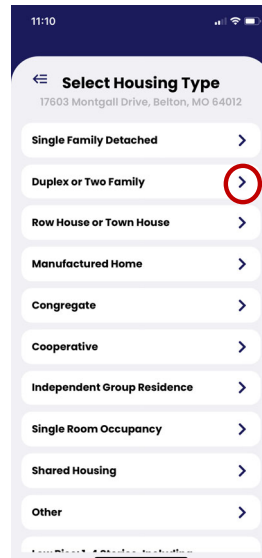 11:10
Select Housing Type
17603 Montgall Drive, Belton, MO 64012
Single Family Detached
Duplex or Two Family
Row House or Town House
Manufactured Home
Congregate
Cooperative
Independent Group Residence
Single Room Occupancy
Shared Housing
Other